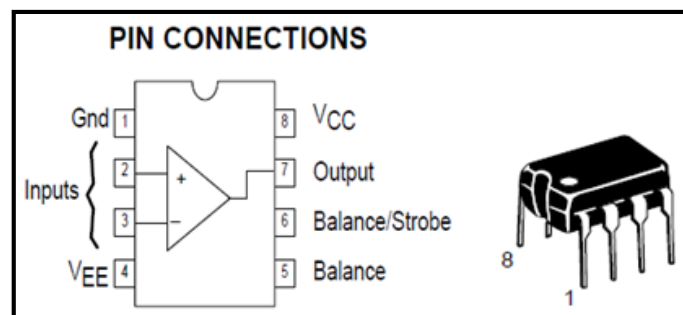 PIN CONNECTIONS
Gnd 1 8 VCC
2 + 7 Output
Inputs
3 − 6 Balance/Strobe
VEE 4 5 Balance
8
1